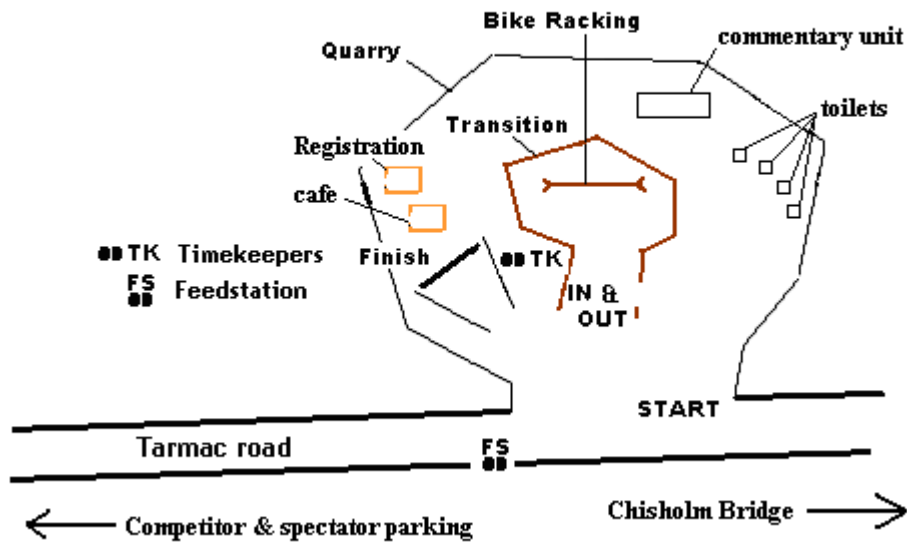 Bike Racking
commentary unit
Quarry
toilets
Transition
Registration
cafe
TK Timekeepers
Finish
TK
FS
Feedstation
IN &
OUT
START
Tarmac road
FS
Chisholm Bridge
Competitor & spectator parking